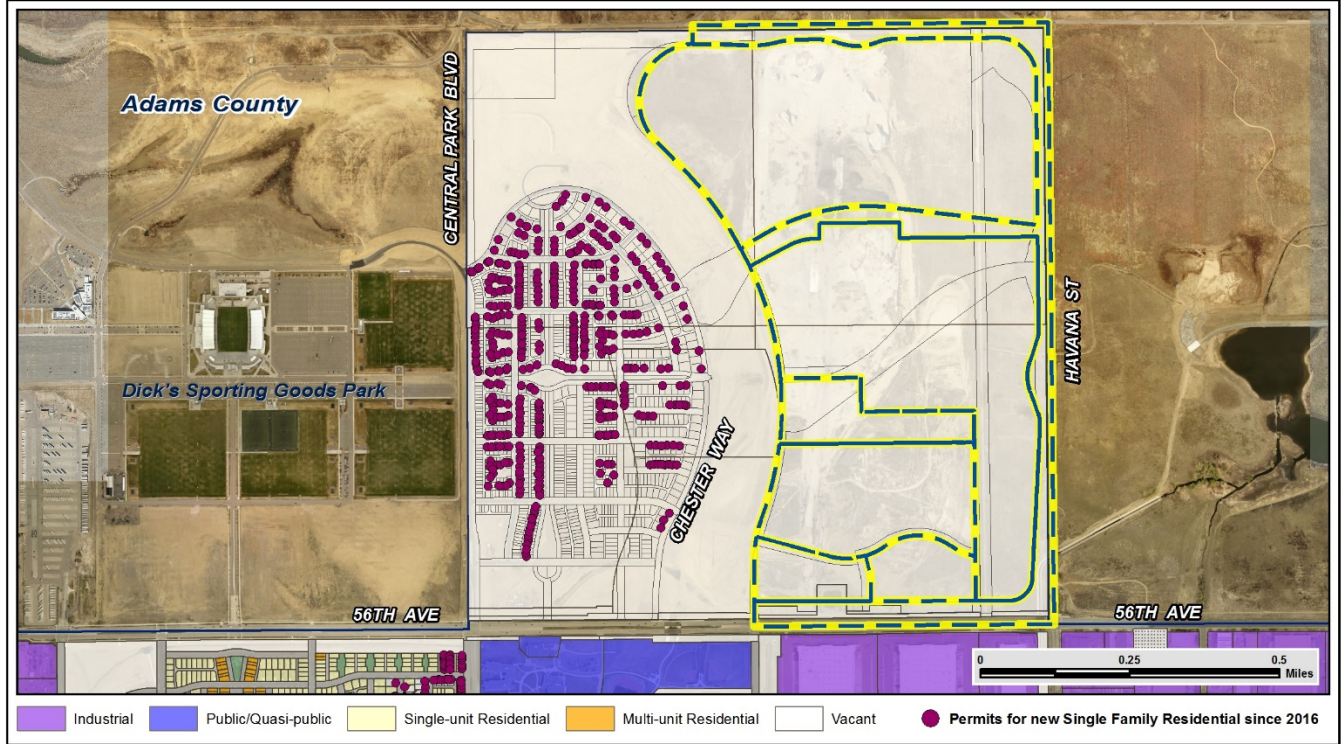 Adams County
CENTRAL PARK BLVD
HAVANA ST
Dick's Sporting Goods Park
CHESTER WAY
56TH AVE
56TH AVE
0 0.25 0.5
Miles
Industrial
Public/Quasi-public
Single-unit Residential
Multi-unit Residential
Vacant
Permits for new Single Family Residential since 2016